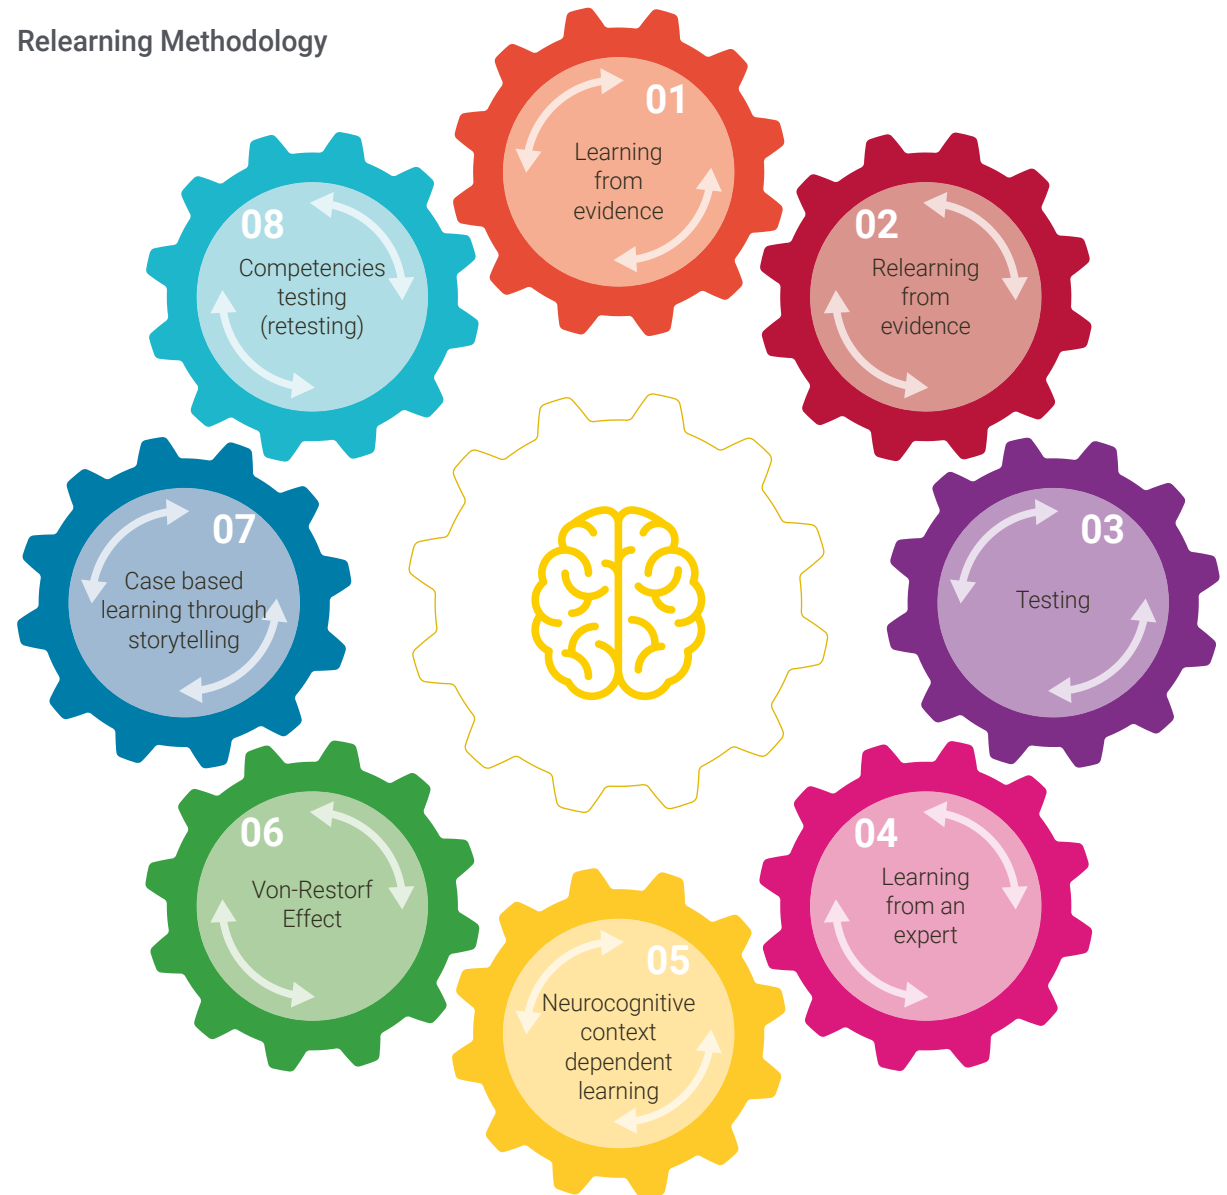 Relearning Methodology
01
Learning
from
evidence
02
Relearning
from
evidence
03
Testing
04
Learning
from an
expert
05
Neurocognitive
context
dependent
learning
06
Von-Restorf
Effect
07
Case based
learning through
storytelling
08
Competencies
testing
(retesting)